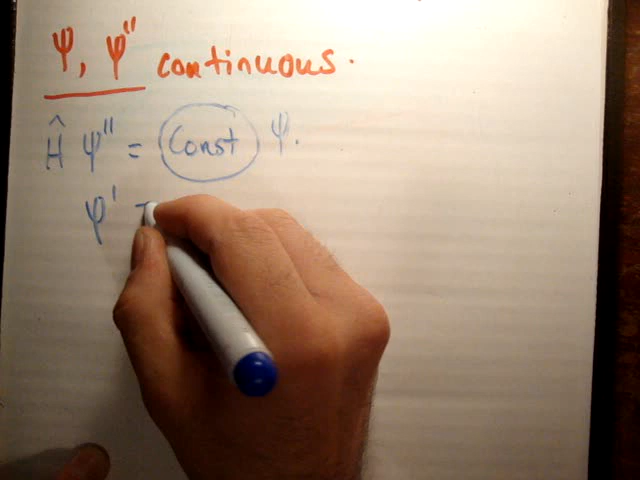 ψ, ψ" continuous.
Ĥ ψ" = Const ψ.
ψ' -